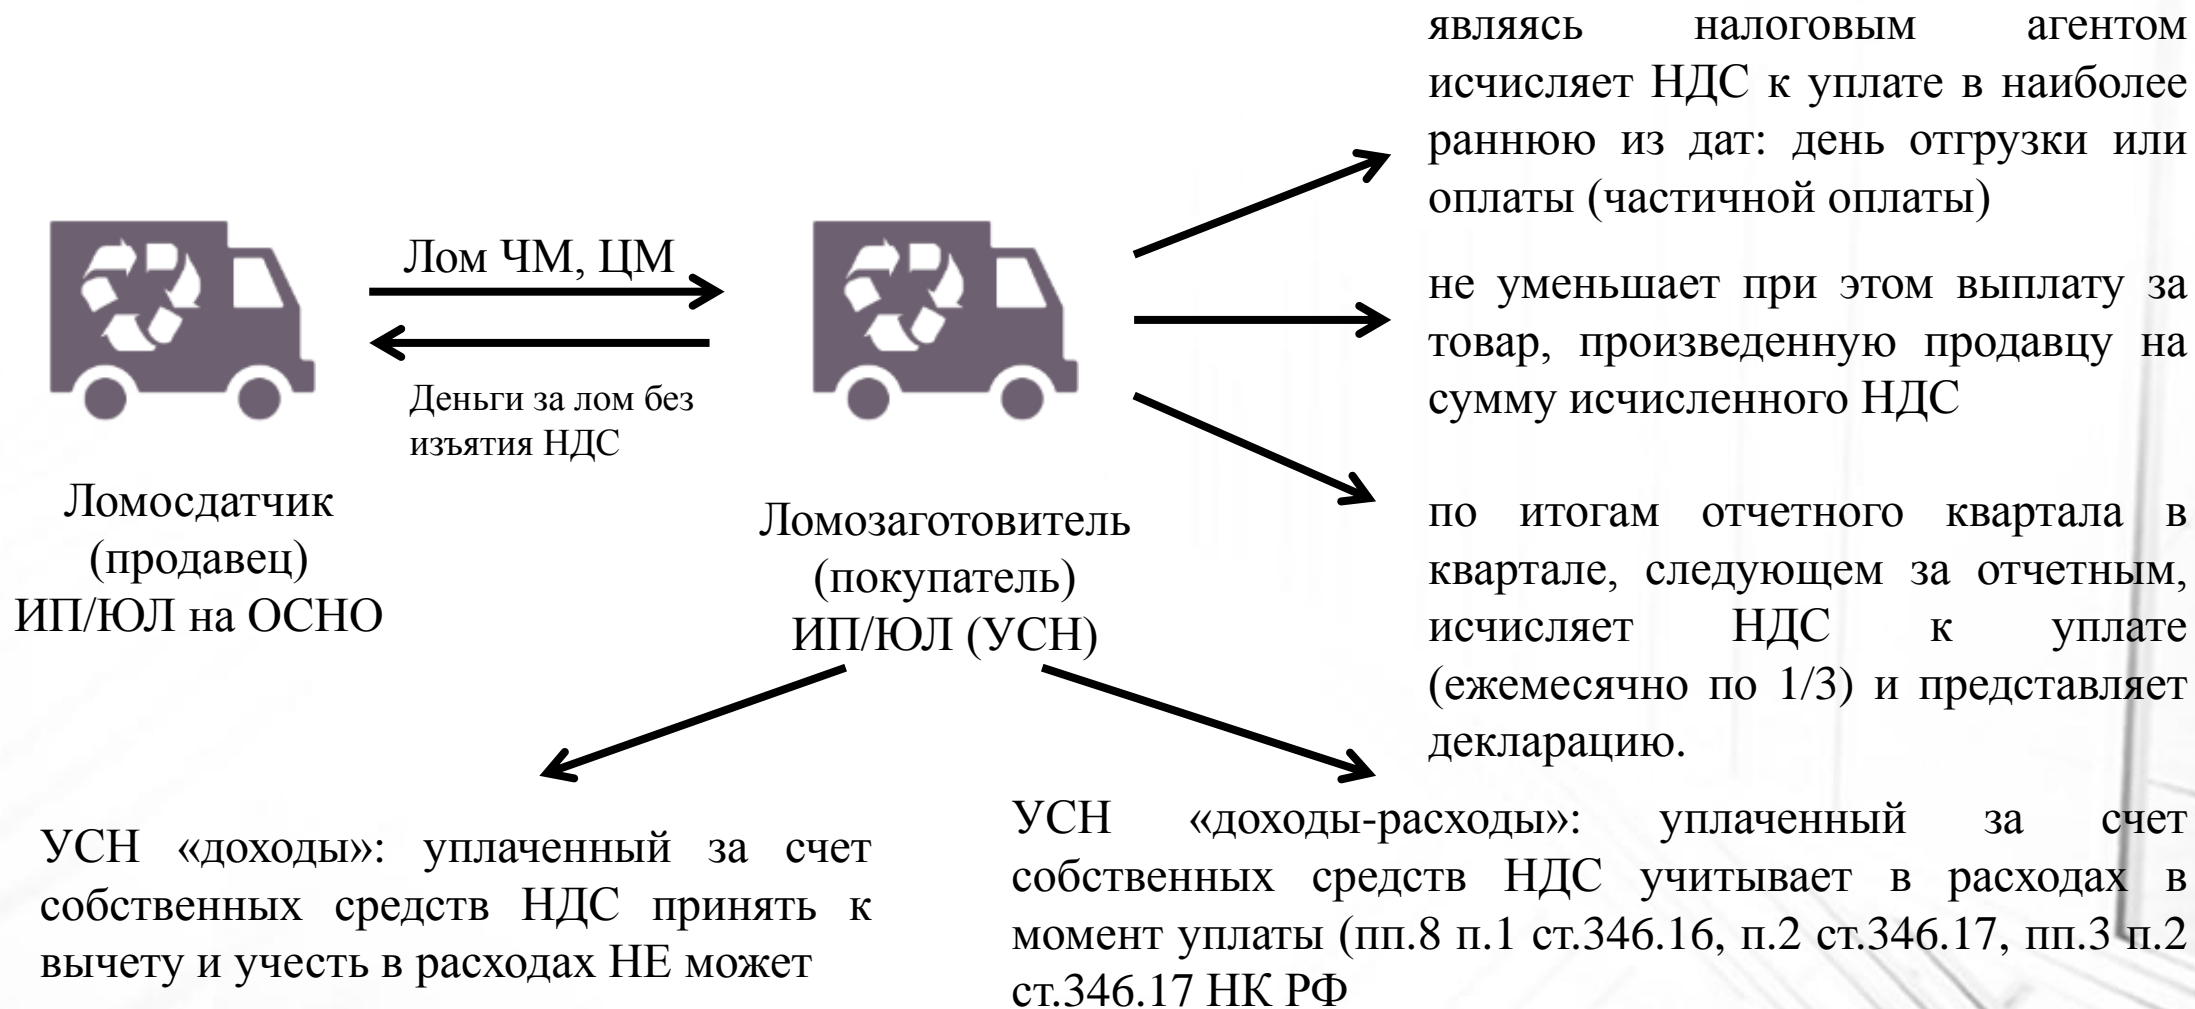 Лом ЧМ, ЦМ
Деньги за лом без
изъятия НДС
Ломосдатчик
(продавец)
ИП/ЮЛ на ОСНО
Ломозаготовитель
(покупатель)
ИП/ЮЛ (УСН)
являясь налоговым агентом
исчисляет НДС к уплате в наиболее
раннюю из дат: день отгрузки или
оплаты (частичной оплаты)
не уменьшает при этом выплату за
товар, произведенную продавцу на
сумму исчисленного НДС
по итогам отчетного квартала в
квартале, следующем за отчетным,
исчисляет НДС к уплате
(ежемесячно по 1/3) и представляет
декларацию.
УСН «доходы»: уплаченный за счет
собственных средств НДС принять к
вычету и учесть в расходах НЕ может
УСН «доходы-расходы»: уплаченный за счет
собственных средств НДС учитывает в расходах в
момент уплаты (пп.8 п.1 ст.346.16, п.2 ст.346.17, пп.3 п.2
ст.346.17 НК РФ